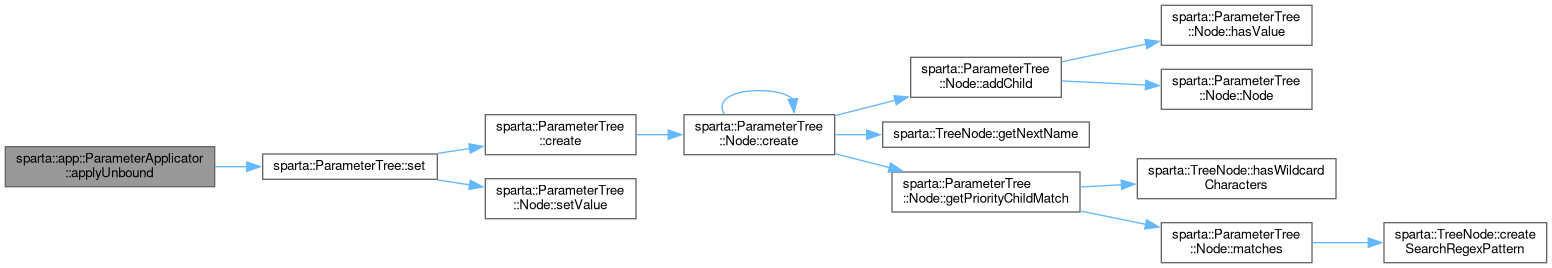 sparta::app::ParameterApplicator
::applyUnbound
sparta::ParameterTree::set
sparta::ParameterTree
::create
sparta::ParameterTree
::Node::setValue
sparta::ParameterTree
::Node::create
sparta::ParameterTree
::Node::addChild
sparta::TreeNode::getNextName
sparta::ParameterTree
::Node::getPriorityChildMatch
sparta::ParameterTree
::Node::hasValue
sparta::ParameterTree
::Node::Node
sparta::TreeNode::hasWildcard
Characters
sparta::ParameterTree
::Node::matches
sparta::TreeNode::create
SearchRegexPattern